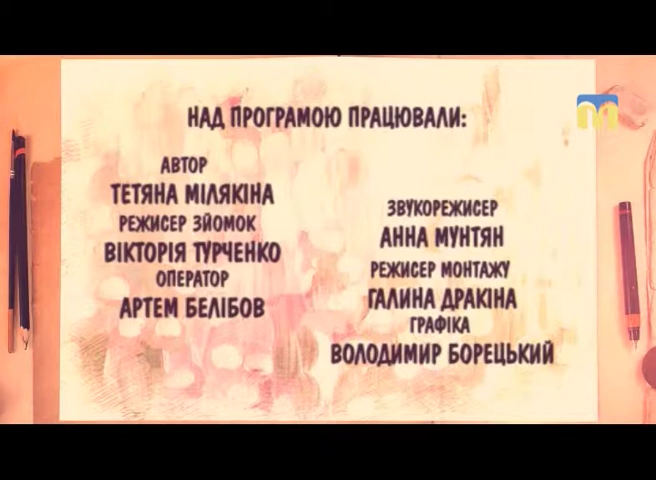 НАД ПРОГРАМОЮ ПРАЦЮВАЛИ:
АВТОР
ТЕТЯНА МІЛЯКІНА
РЕЖИСЕР ЗЙОМОК
ВІКТОРІЯ ТУРЧЕНКО
ОПЕРАТОР
АРТЕМ БЕЛІБОВ
ЗВУКОРЕЖИСЕР
АННА МУНТЯН
РЕЖИСЕР МОНТАЖУ
ГАЛИНА ДРАКІНА
ГРАФІКА
ВОЛОДИМИР БОРЕЦЬКИЙ